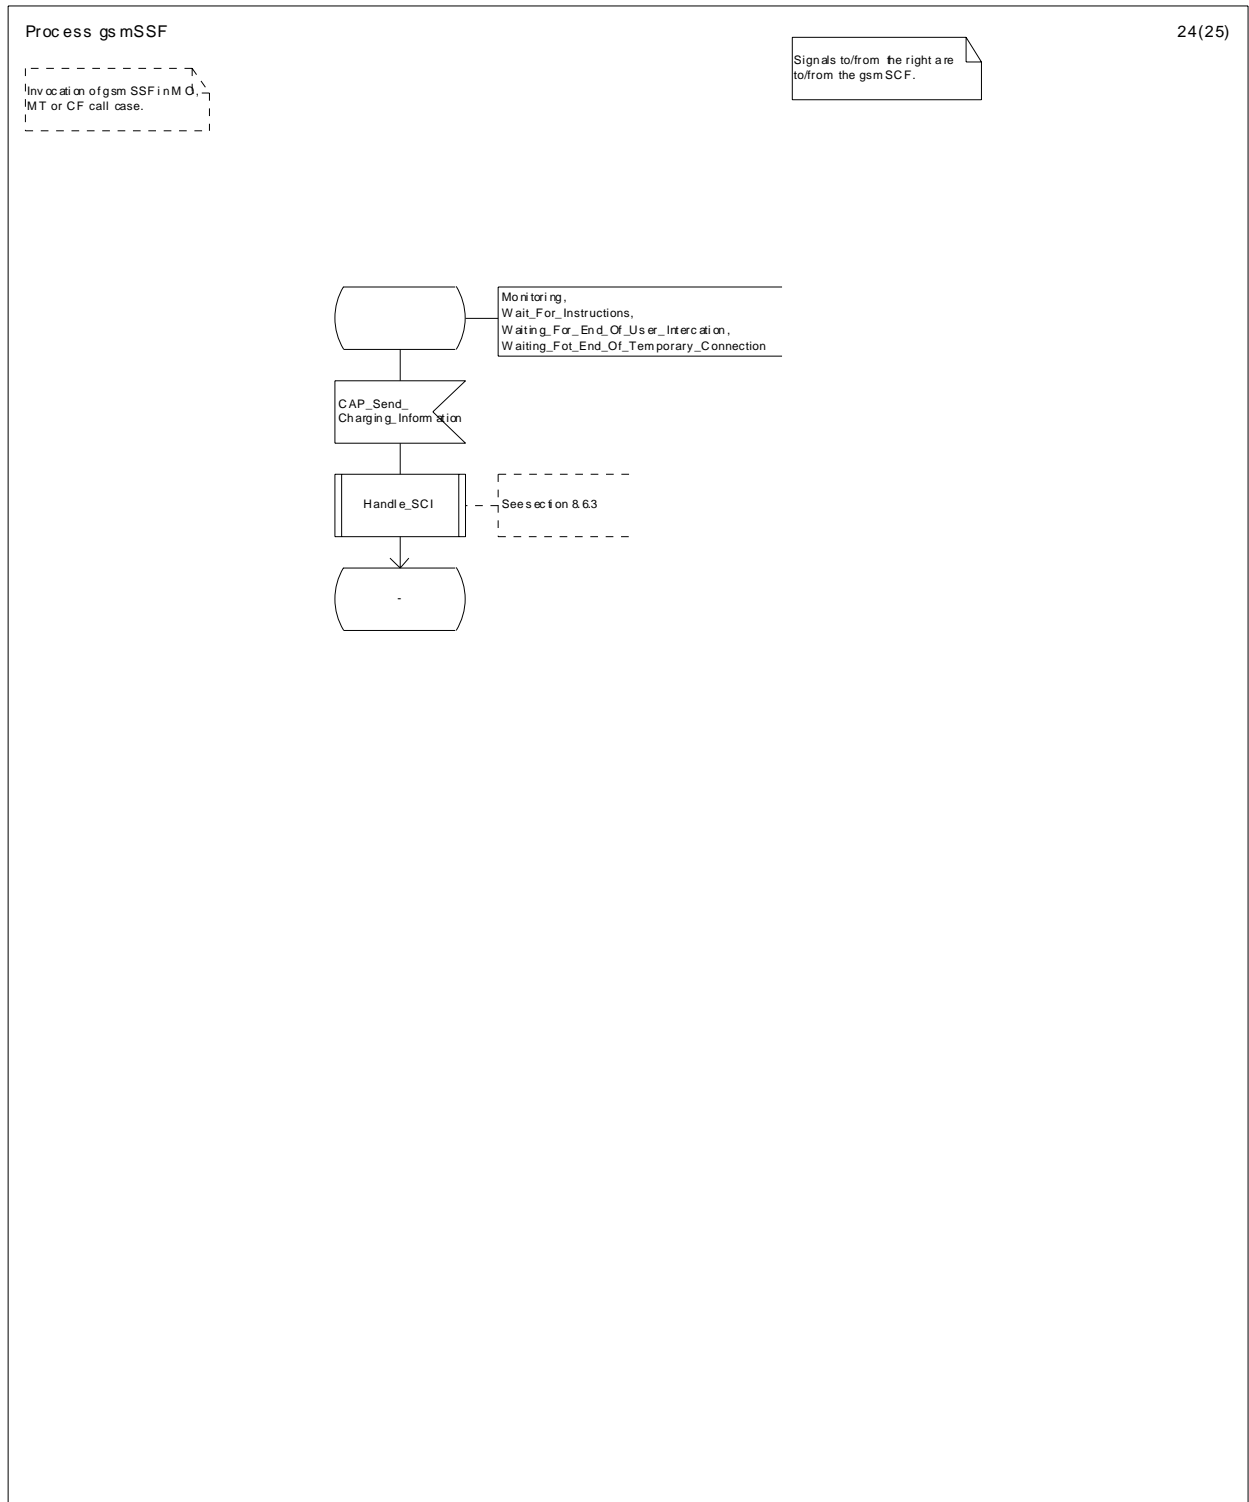 Process gsmSSF
24(25)
Invocation of gsmSSF in MO,
MT or CF call case.
Signals to/from the right are
to/from the gsmSCF.
Monitoring,
Wait_For_Instructions,
Waiting_For_End_Of_User_Intercation,
Waiting_Fot_End_Of_Temporary_Connection
CAP_Send_
Charging_Information
Handle_SCI
See section 8.6.3
-